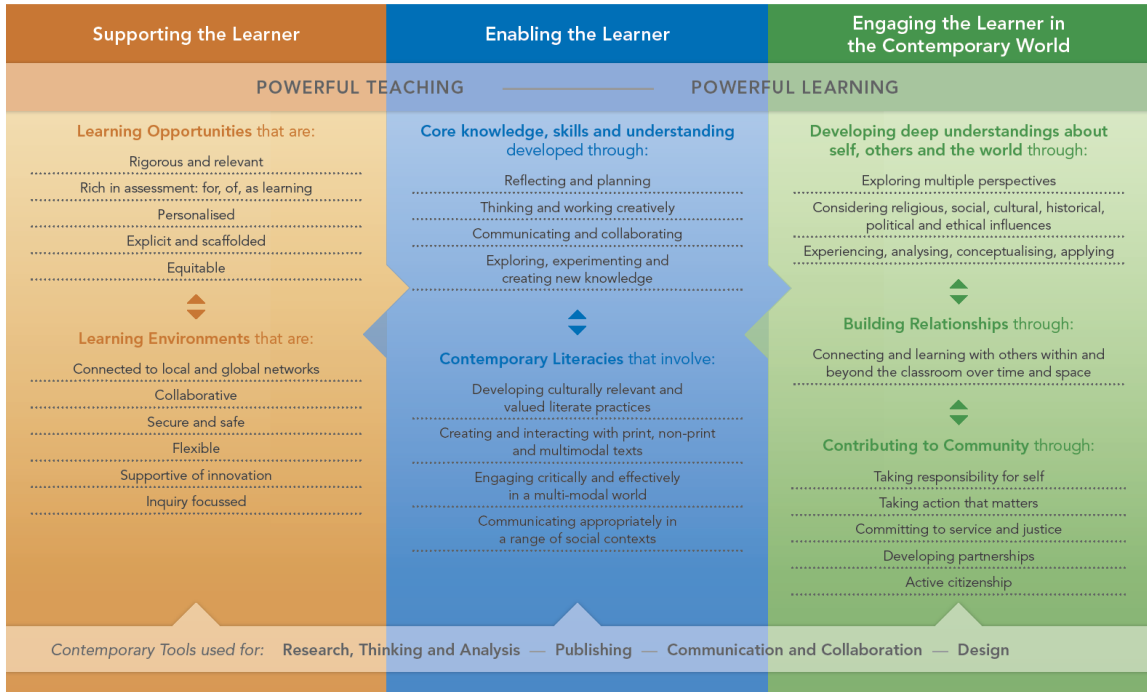 Supporting the Learner
Enabling the Learner
Engaging the Learner in
the Contemporary World
POWERFUL TEACHING
POWERFUL LEARNING
Learning Opportunities that are:
Rigorous and relevant
Rich in assessment: for, of, as learning
Personalised
Explicit and scaffolded
Equitable
Learning Environments that are:
Connected to local and global networks
Collaborative
Secure and safe
Flexible
Supportive of innovation
Inquiry focussed
Core knowledge, skills and understanding
developed through:
Reflecting and planning
Thinking and working creatively
Communicating and collaborating
Exploring, experimenting and
creating new knowledge
Contemporary Literacies that involve:
Developing culturally relevant and
valued literate practices
Creating and interacting with print, non-print
and multimodal texts
Engaging critically and effectively
in a multi-modal world
Communicating appropriately in
a range of social contexts
Developing deep understandings about
self, others and the world through:
Exploring multiple perspectives
Considering religious, social, cultural, historical,
political and ethical influences
Experiencing, analysing, conceptualising, applying
Building Relationships through:
Connecting and learning with others within and
beyond the classroom over time and space
Contributing to Community through:
Taking responsibility for self
Taking action that matters
Committing to service and justice
Developing partnerships
Active citizenship
Contemporary Tools used for: Research, Thinking and Analysis — Publishing — Communication and Collaboration — Design